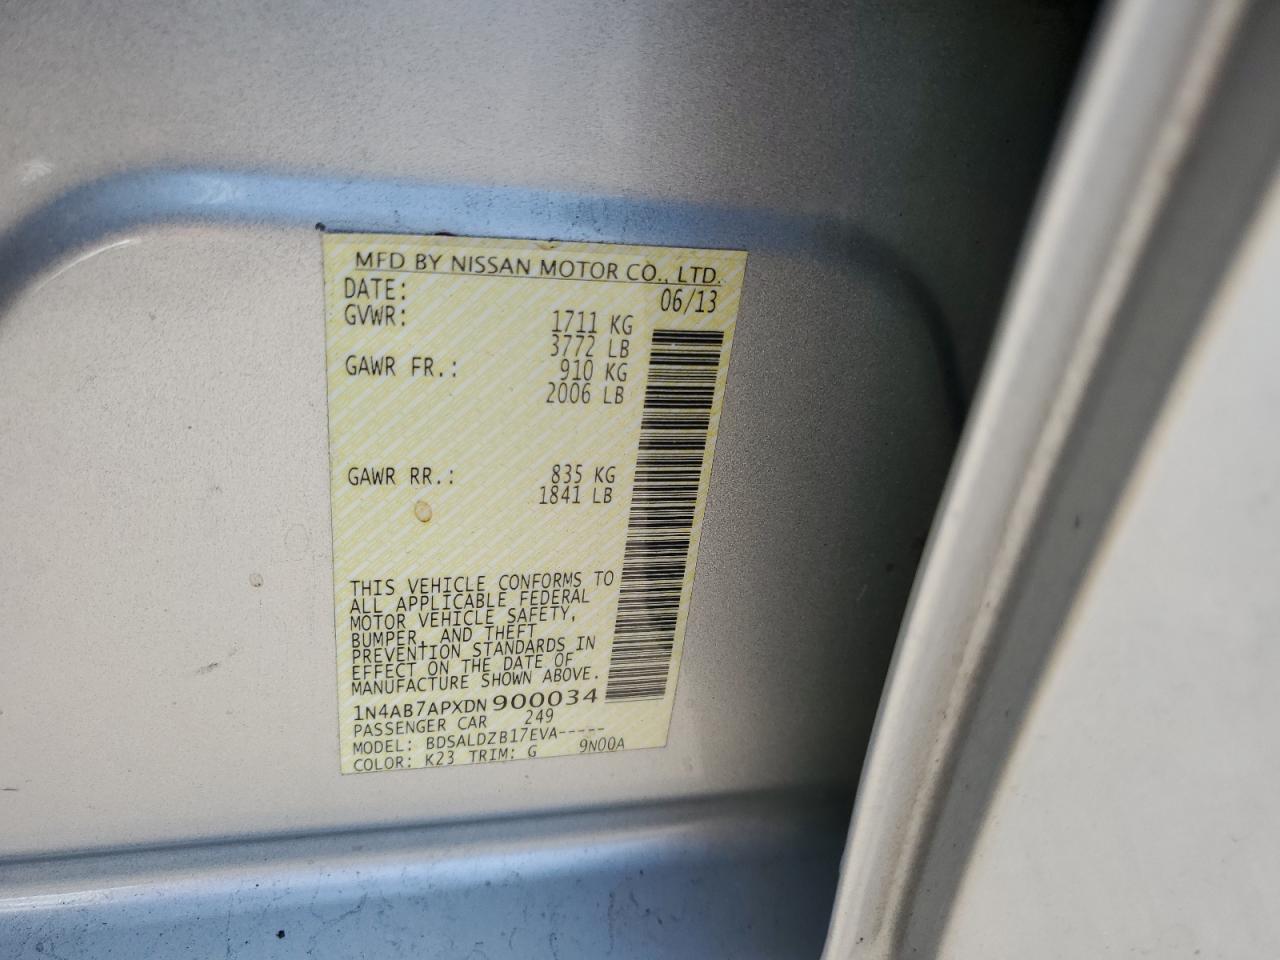 MFD BY NISSAN MOTOR CO., LTD.
DATE: 06/13
GVWR: 1711 KG
3772 LB
GAWR FR.: 910 KG
2006 LB
GAWR RR.: 835 KG
1841 LB
THIS VEHICLE CONFORMS TO
ALL APPLICABLE FEDERAL
MOTOR VEHICLE SAFETY,
BUMPER, AND THEFT
PREVENTION STANDARDS IN
EFFECT ON THE DATE OF
MANUFACTURE SHOWN ABOVE.
1N4AB7APXDN900034
PASSENGER CAR 249
MODEL: BDSALDZB17EVA-----
COLOR: K23 TRIM: G 9N00A